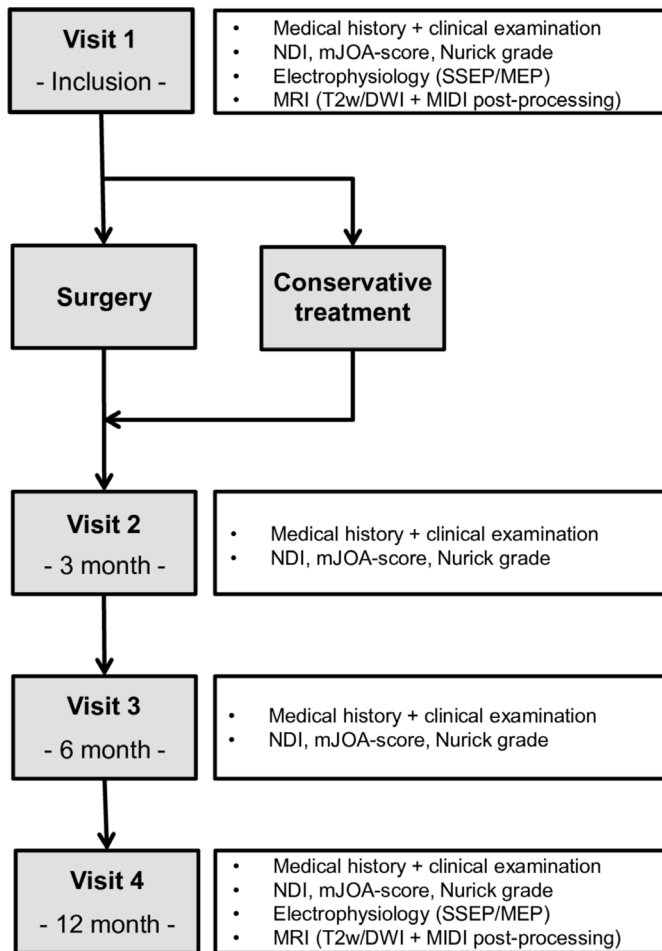 Visit 1
- Inclusion -
• Medical history + clinical examination
• NDI, mJOA-score, Nurick grade
• Electrophysiology (SSEP/MEP)
• MRI (T2w/DWI + MIDI post-processing)
Surgery
Conservative
treatment
Visit 2
- 3 month -
• Medical history + clinical examination
• NDI, mJOA-score, Nurick grade
Visit 3
- 6 month -
• Medical history + clinical examination
• NDI, mJOA-score, Nurick grade
Visit 4
- 12 month -
• Medical history + clinical examination
• NDI, mJOA-score, Nurick grade
• Electrophysiology (SSEP/MEP)
• MRI (T2w/DWI + MIDI post-processing)